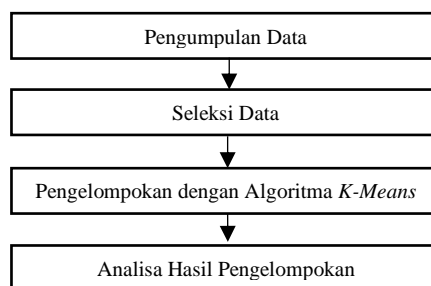 Pengumpulan Data
Seleksi Data
Pengelompokan dengan Algoritma K-Means
Analisa Hasil Pengelompokan